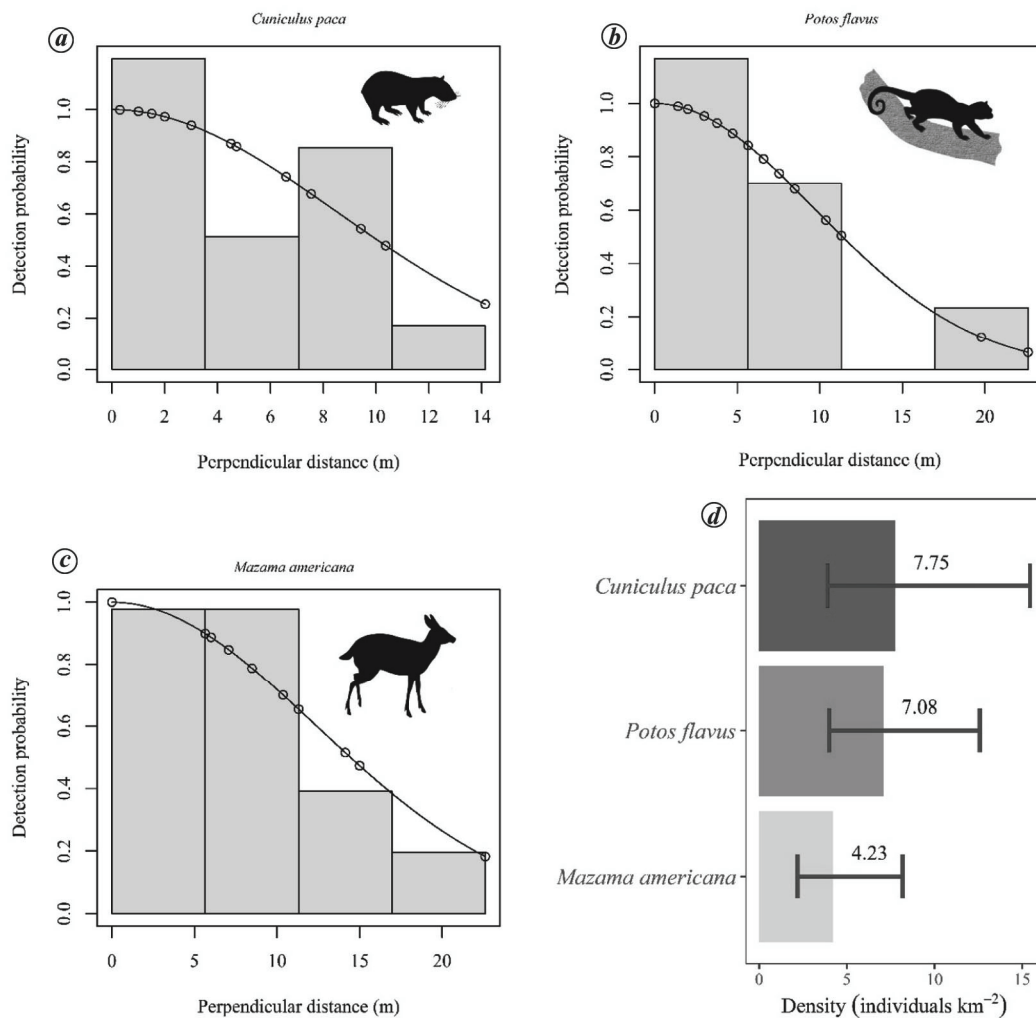 a
Cuniculus paca
Detection probability
1.0
0.8
0.6
0.4
0.2
0.0
0 2 4 6 8 10 12 14
Perpendicular distance (m)
b
Potos flavus
Detection probability
1.0
0.8
0.6
0.4
0.2
0.0
0 5 10 15 20
Perpendicular distance (m)
c
Mazama americana
Detection probability
1.0
0.8
0.6
0.4
0.2
0.0
0 5 10 15 20
Perpendicular distance (m)
d
Cuniculus paca
7.75
Potos flavus
7.08
Mazama americana
4.23
0 5 10 15
Density (individuals km⁻²)